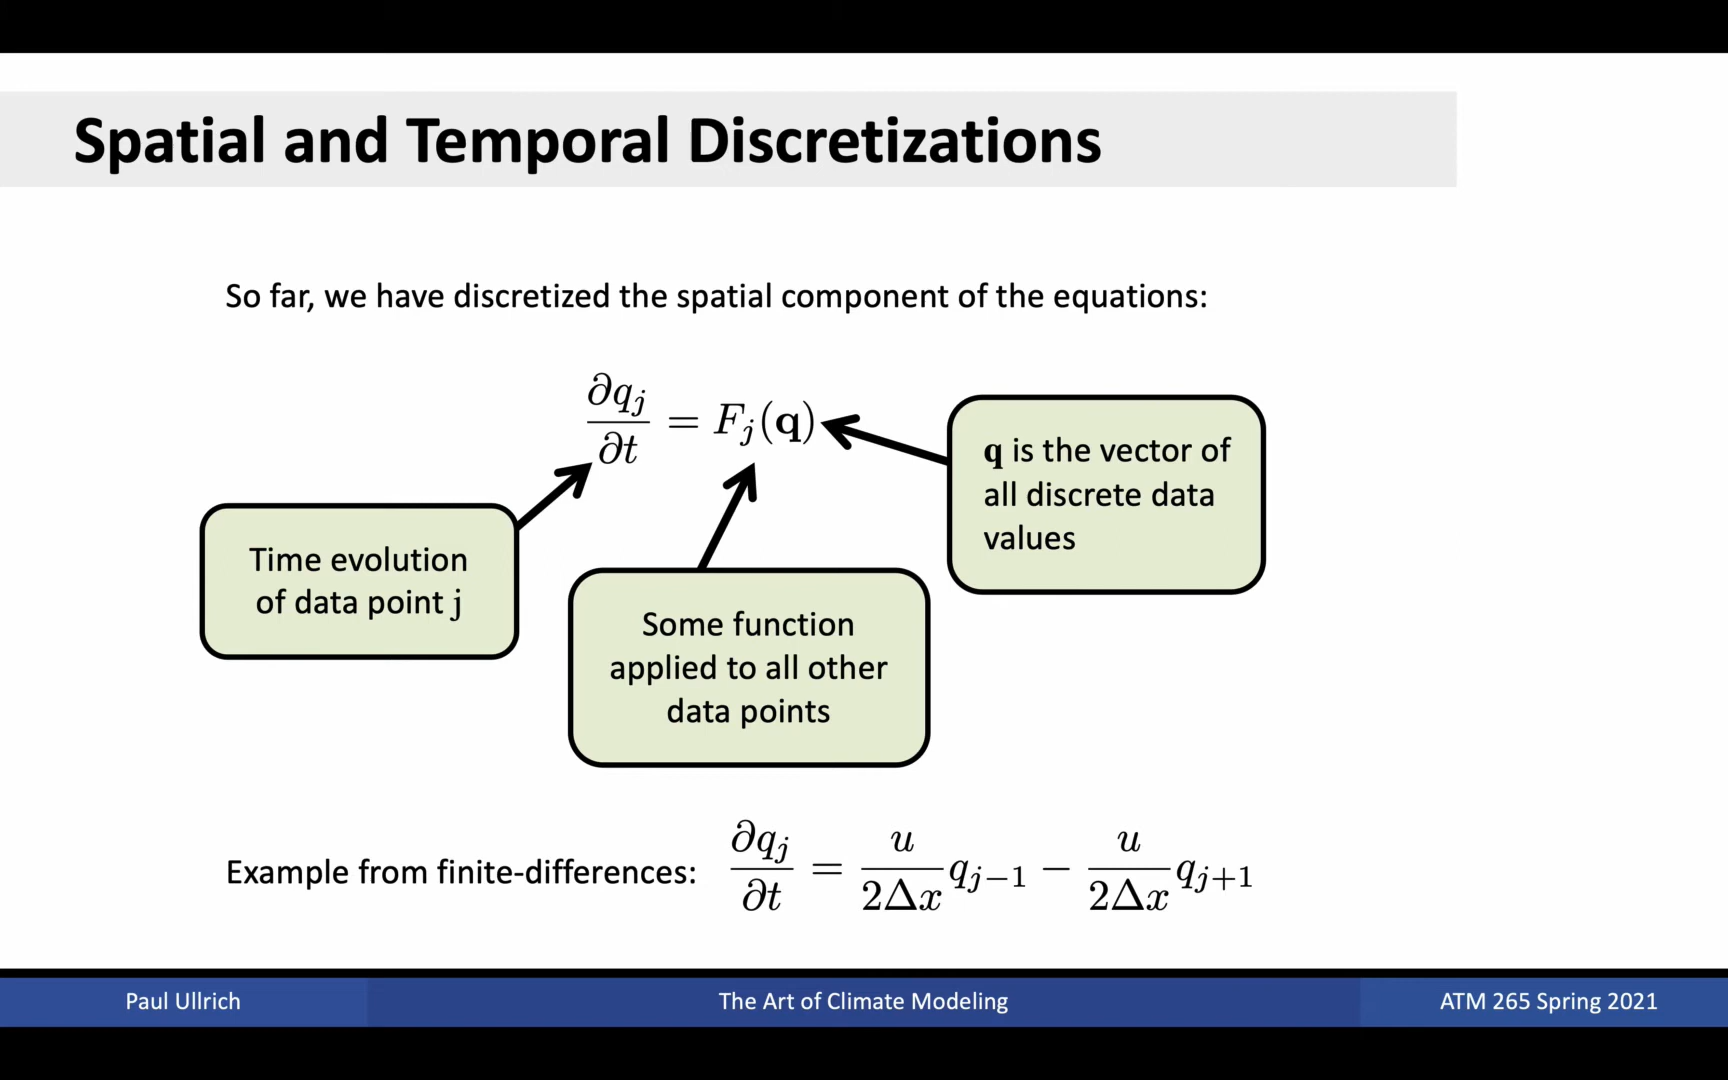 Spatial and Temporal Discretizations
So far, we have discretized the spatial component of the equations:
∂q_j/∂t = F_j(𝐪)
𝐪 is the vector of
all discrete data
values
Time evolution
of data point j
Some function
applied to all other
data points
Example from finite-differences: ∂q_j/∂t = u/(2Δx) q_{j−1} − u/(2Δx) q_{j+1}
Paul Ullrich
The Art of Climate Modeling
ATM 265 Spring 2021